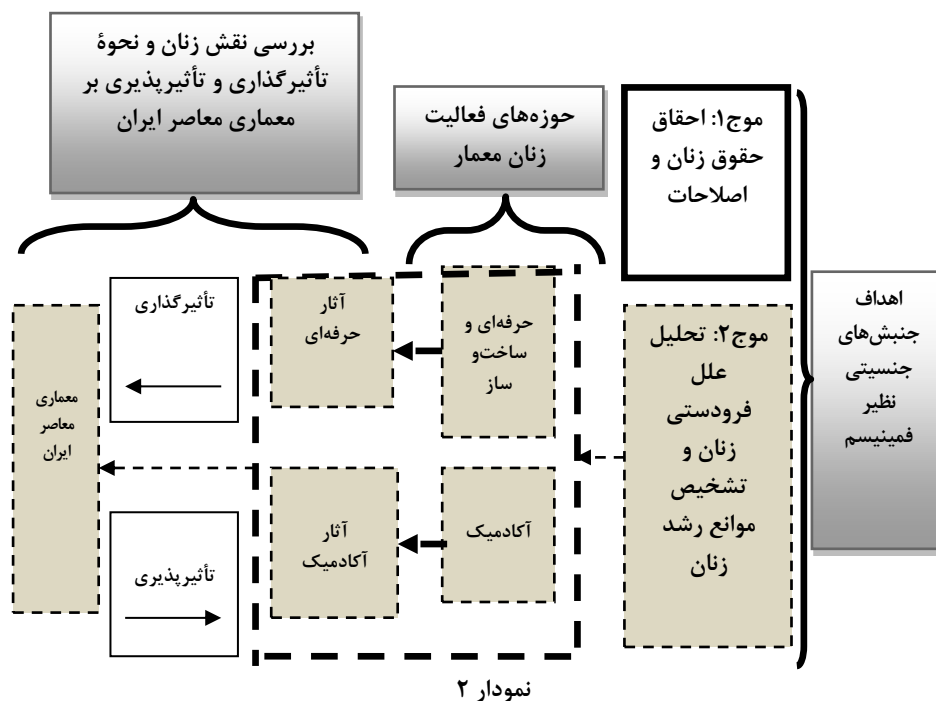 بررسی نقش زنان و نحوۀ
تأثیرگذاری و تأثیرپذیری بر
معماری معاصر ایران
حوزه‌های فعالیت
زنان معمار
موج۱: احقاق
حقوق زنان و
اصلاحات
اهداف
جنبش‌های
جنسیتی
نظیر
فمینیسم
موج۲: تحلیل
علل
فرودستی
زنان و
تشخیص
موانع رشد
زنان
حرفه‌ای و
ساخت‌و
ساز
آثار
حرفه‌ای
تأثیرگذاری
معماری
معاصر
ایران
آکادمیک
آثار
آکادمیک
تأثیرپذیری
نمودار ۲